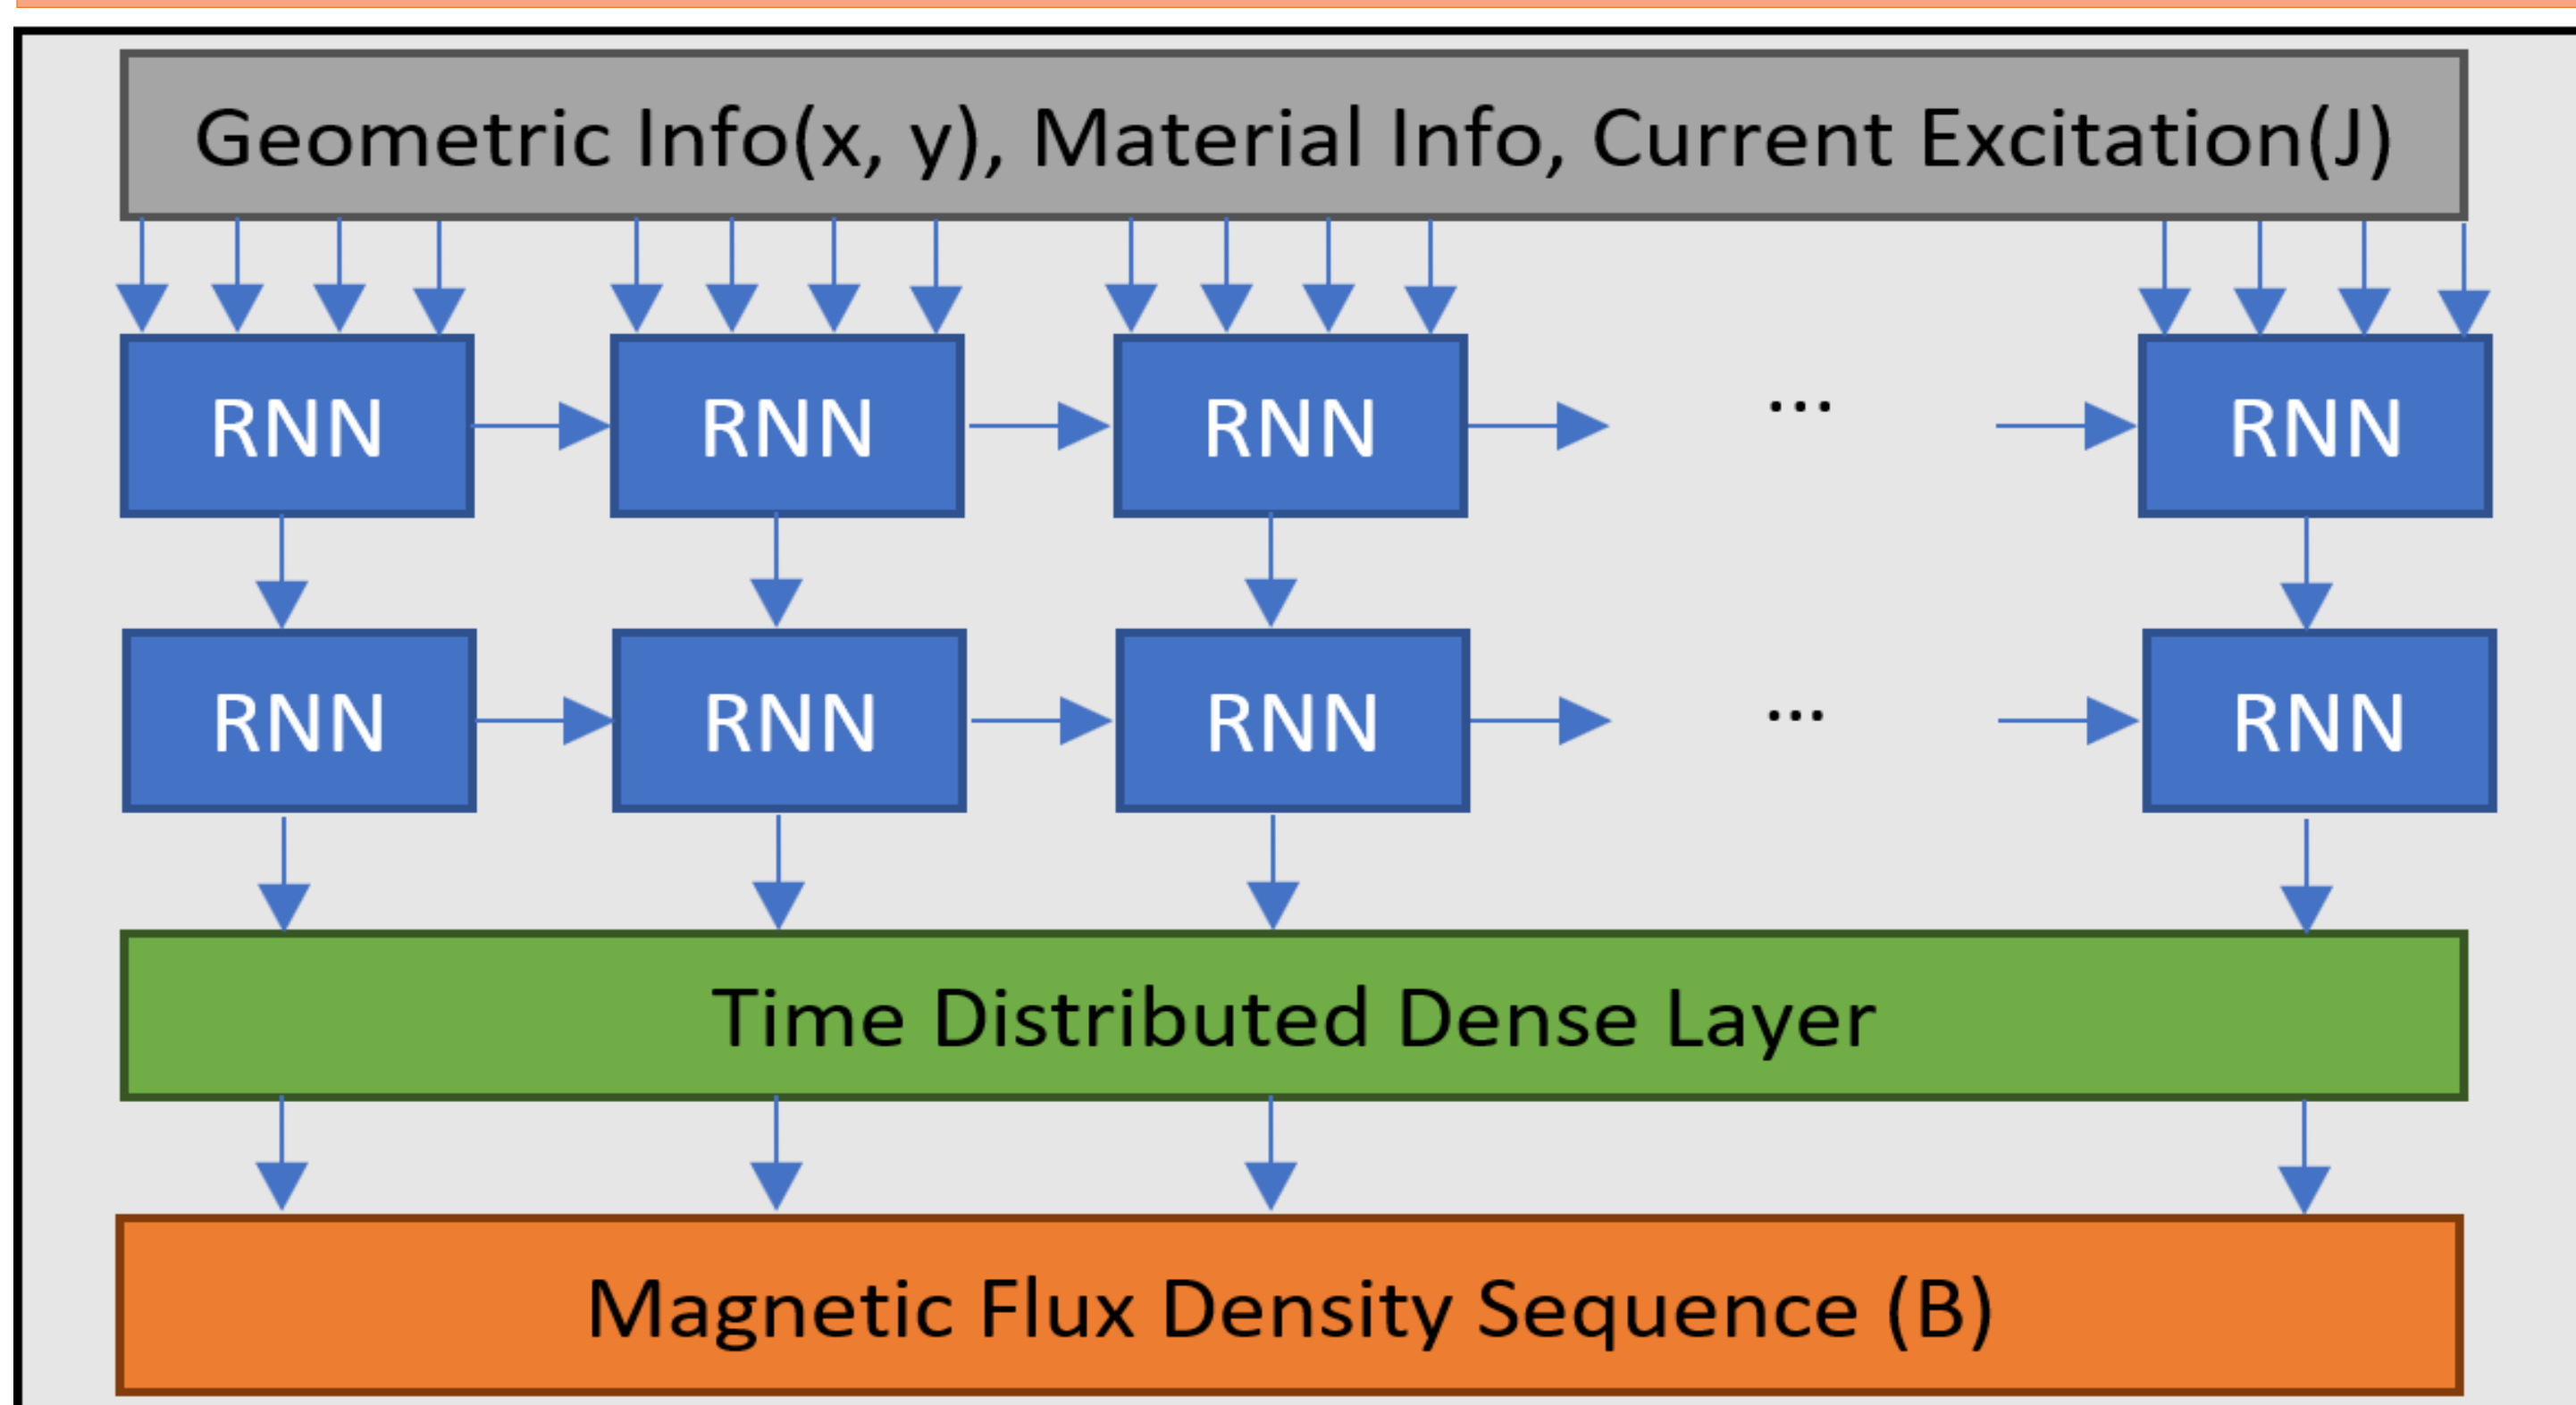 Geometric Info(x, y), Material Info, Current Excitation(J)
RNN RNN RNN ... RNN
RNN RNN RNN ... RNN
Time Distributed Dense Layer
Magnetic Flux Density Sequence (B)